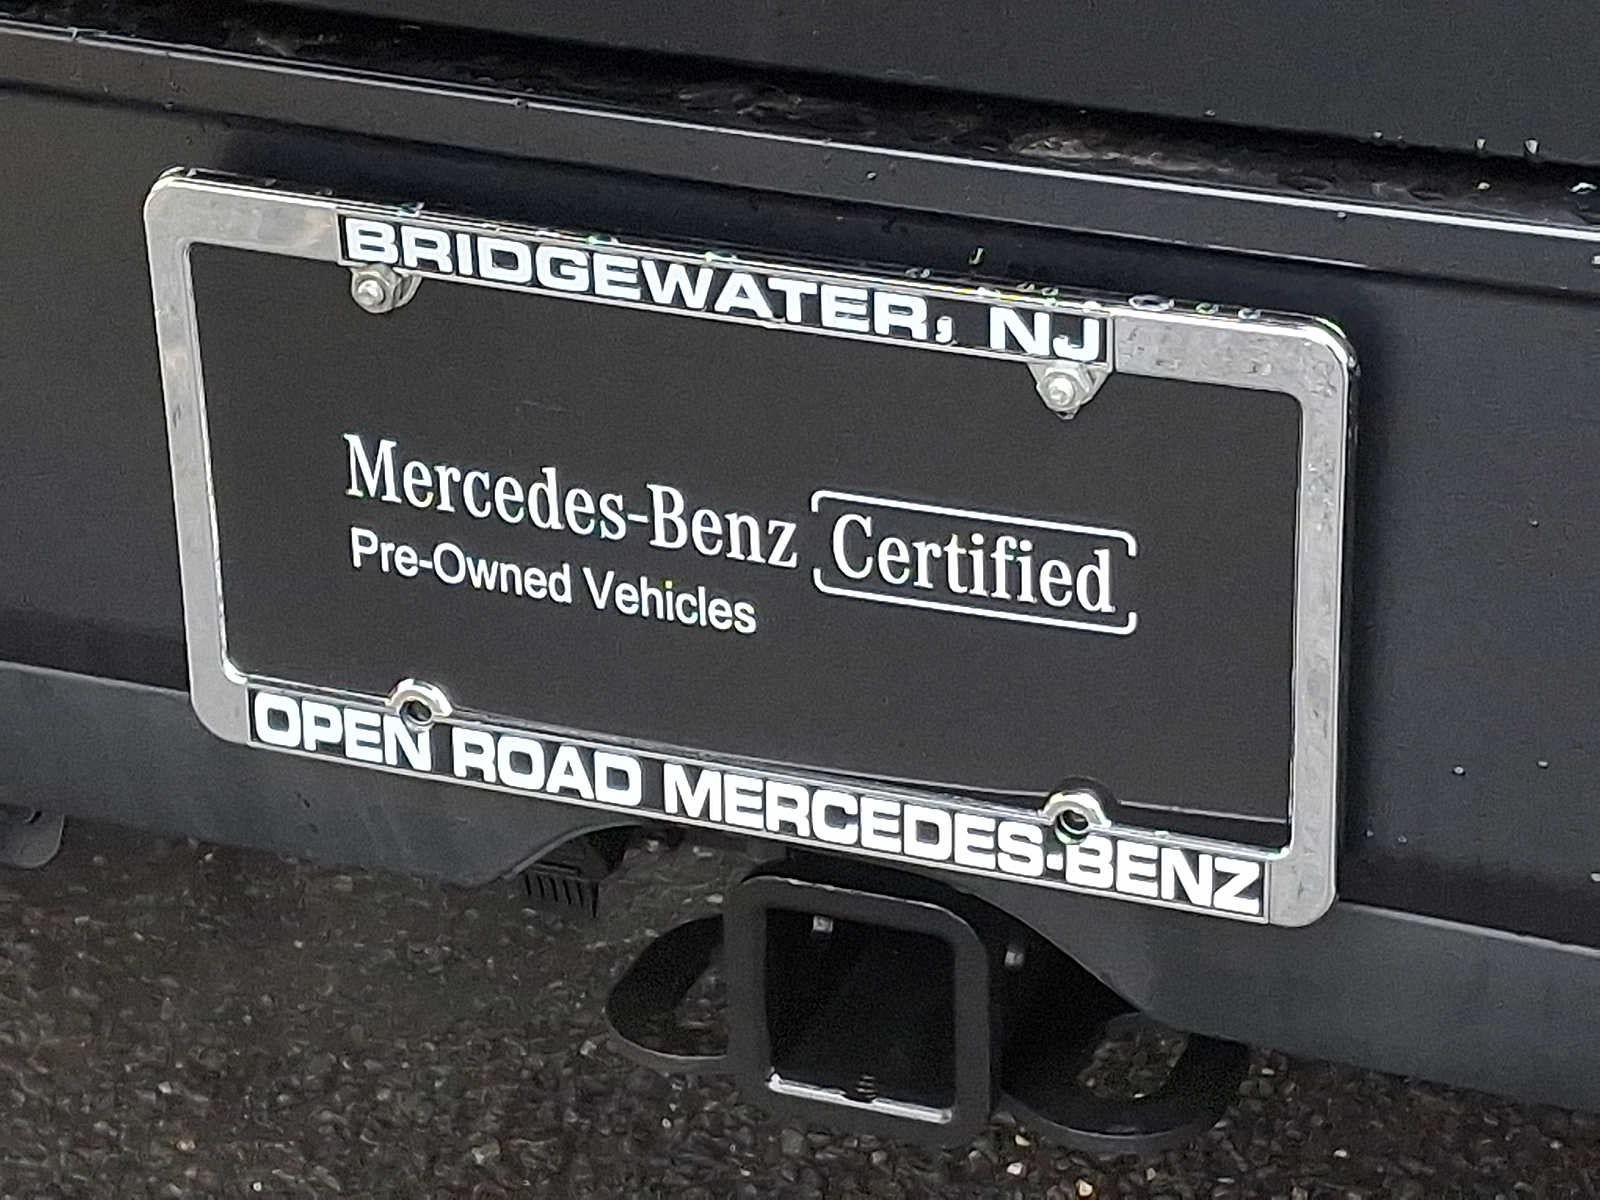 BRIDGEWATER, NJ
Mercedes-Benz Certified
Pre-Owned Vehicles
OPEN ROAD MERCEDES-BENZ